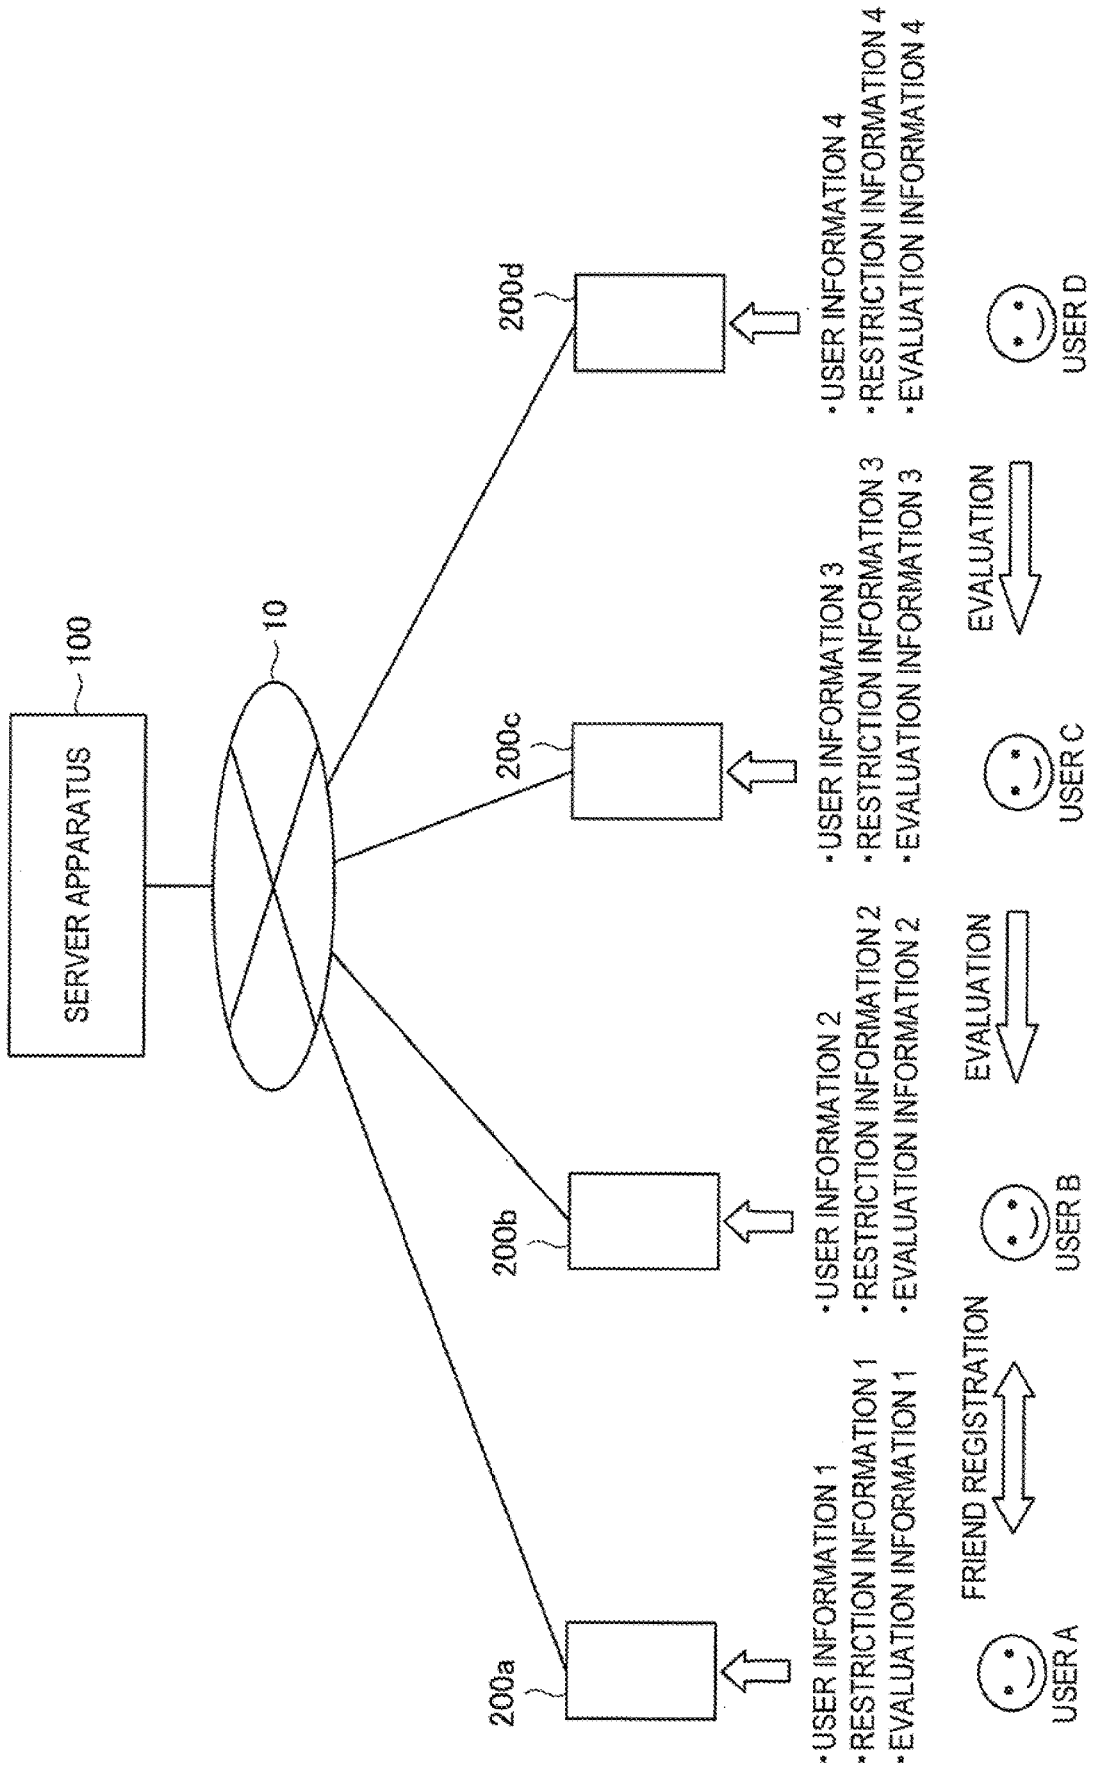 SERVER APPARATUS
100
10
200a
200b
200c
200d
・USER INFORMATION 1
・RESTRICTION INFORMATION 1
・EVALUATION INFORMATION 1
・USER INFORMATION 2
・RESTRICTION INFORMATION 2
・EVALUATION INFORMATION 2
・USER INFORMATION 3
・RESTRICTION INFORMATION 3
・EVALUATION INFORMATION 3
・USER INFORMATION 4
・RESTRICTION INFORMATION 4
・EVALUATION INFORMATION 4
FRIEND REGISTRATION
EVALUATION
EVALUATION
USER A
USER B
USER C
USER D